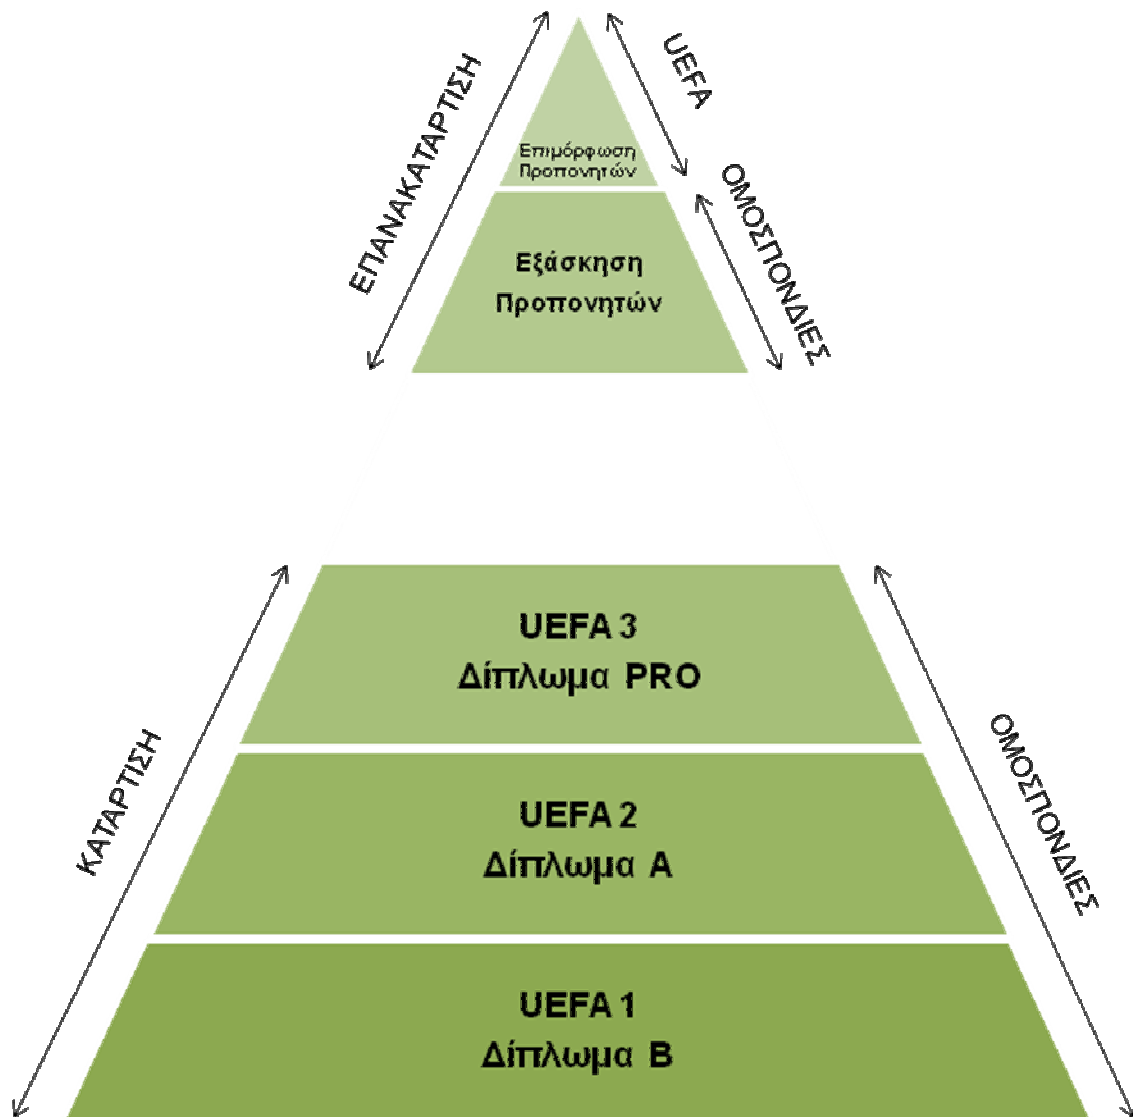 UEFA
ΕΠΑΝΑΚΑΤΑΡΤΙΣΗ
Επιμόρφωση
Προπονητών
ΟΜΟΣΠΟΝΔΙΕΣ
Εξάσκηση
Προπονητών
UEFA 3
Δίπλωμα PRO
ΚΑΤΑΡΤΙΣΗ
ΟΜΟΣΠΟΝΔΙΕΣ
UEFA 2
Δίπλωμα Α
UEFA 1
Δίπλωμα Β